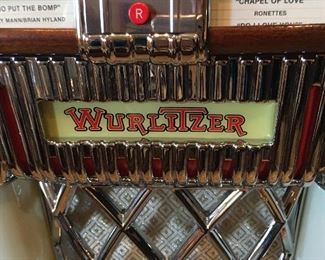 O PUT THE BOMP"
Y MANN/BRIAN HYLAND
R
"CHAPEL OF LOVE"
RONETTES
WURLITZER